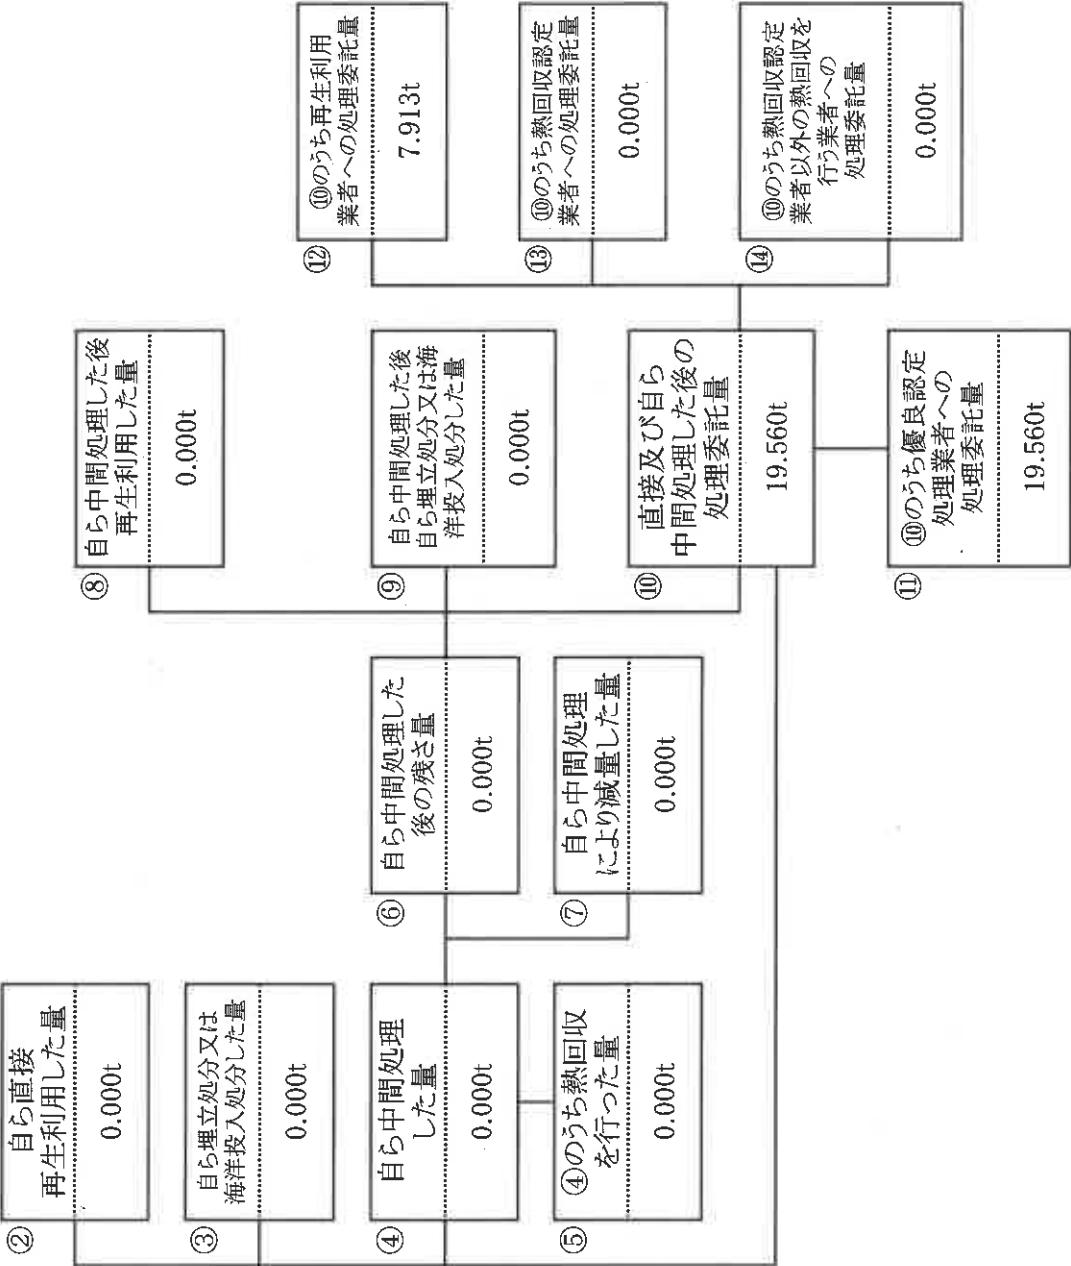 ②
自ら直接
再生利用した量
0.000t
③
自ら埋立処分又は
海洋投入処分した量
0.000t
④
自ら中間処理
した量
0.000t
⑤
④のうち熱回収
を行った量
0.000t
⑥
自ら中間処理した
後の残さ量
0.000t
⑦
自ら中間処理
により減量した量
0.000t
⑧
自ら中間処理した後
再生利用した量
0.000t
⑨
自ら中間処理した後
自ら埋立処分又は海
洋投入処分した量
0.000t
⑩
直接及び自ら
中間処理した後の
処理委託量
19.560t
⑪
⑩のうち優良認定
処理業者への
処理委託量
19.560t
⑫
⑩のうち再生利用
業者への処理委託量
7.913t
⑬
⑩のうち熱回収認定
業者への処理委託量
0.000t
⑭
⑩のうち熱回収認定
業者以外の熱回収を
行う業者への
処理委託量
0.000t